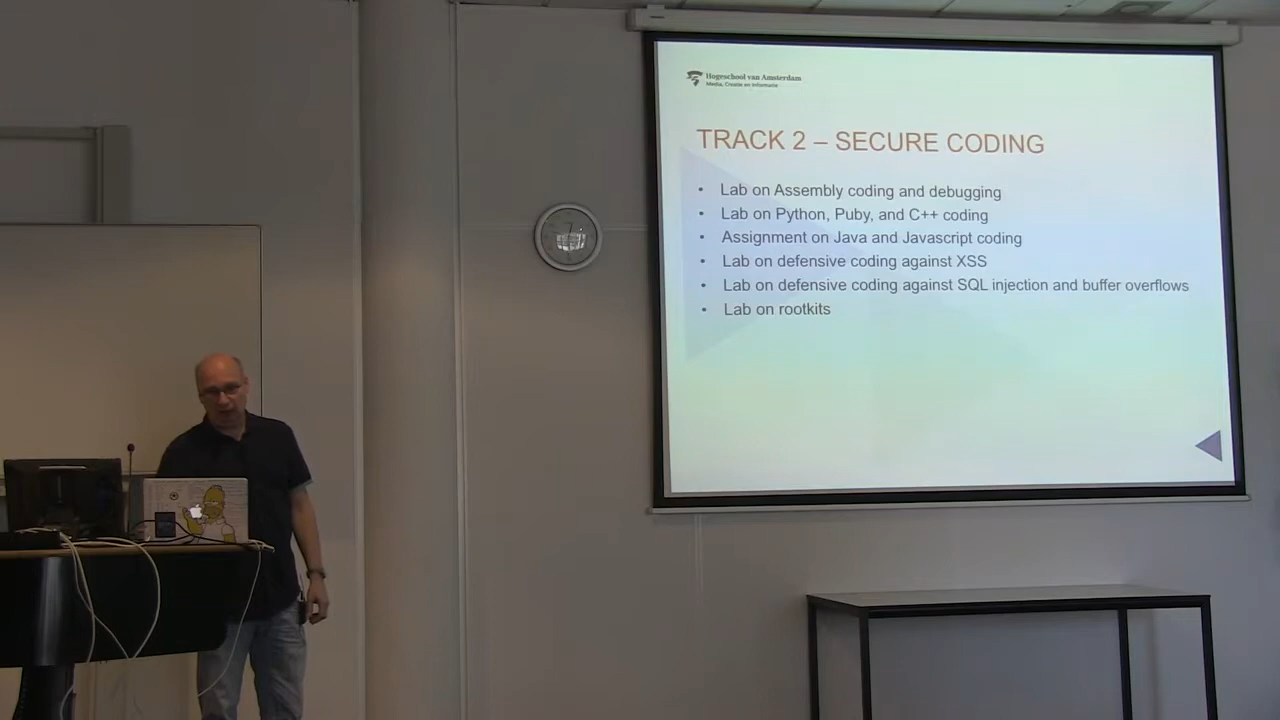 Hogeschool van Amsterdam
Media, Creatie en Informatie
TRACK 2 – SECURE CODING
• Lab on Assembly coding and debugging
• Lab on Python, Puby, and C++ coding
• Assignment on Java and Javascript coding
• Lab on defensive coding against XSS
• Lab on defensive coding against SQL injection and buffer overflows
• Lab on rootkits